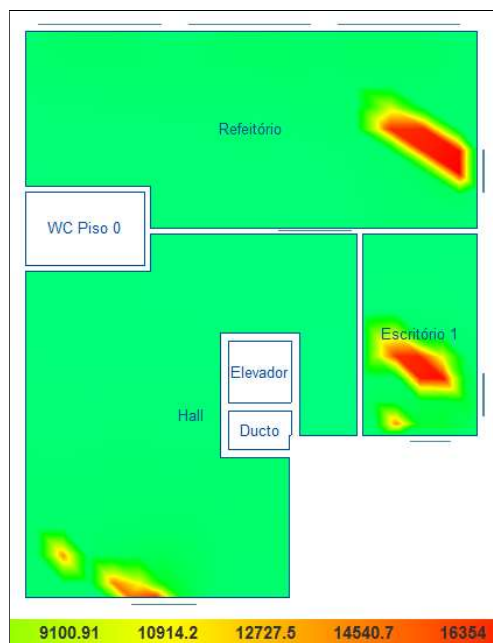 Refeitório
WC Piso 0
Escritório 1
Elevador
Hall
Ducto
9100.91 10914.2 12727.5 14540.7 16354